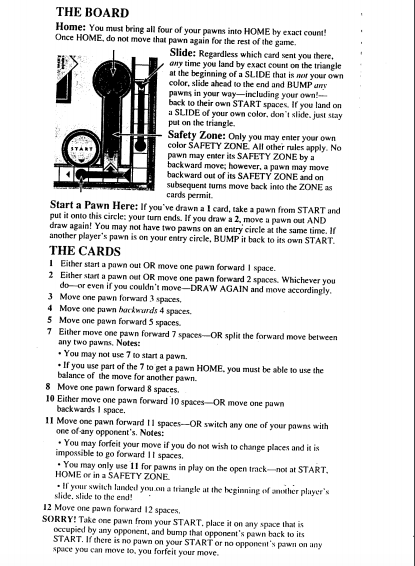 THE BOARD
Home: You must bring all four of your pawns into HOME by exact count!
Once HOME, do not move that pawn again for the rest of the game.
Slide: Regardless which card sent you there,
any time you land by exact count on the triangle
at the beginning of a SLIDE that is not your own
color, slide ahead to the end and BUMP any
pawns in your way—including your own!—
back to their own START spaces. If you land on
a SLIDE of your own color, don't slide, just stay
put on the triangle.
START
Safety Zone: Only you may enter your own
color SAFETY ZONE. All other rules apply. No
pawn may enter its SAFETY ZONE by a
backward move; however, a pawn may move
backward out of its SAFETY ZONE and on
subsequent turns move back into the ZONE as
cards permit.
Start a Pawn Here: If you've drawn a 1 card, take a pawn from START and
put it onto this circle; your turn ends. If you draw a 2, move a pawn out AND
draw again! You may not have two pawns on an entry circle at the same time. If
another player's pawn is on your entry circle, BUMP it back to its own START.
THE CARDS
1 Either start a pawn out OR move one pawn forward 1 space.
2 Either start a pawn out OR move one pawn forward 2 spaces. Whichever you
do—or even if you couldn't move—DRAW AGAIN and move accordingly.
3 Move one pawn forward 3 spaces.
4 Move one pawn backwards 4 spaces.
5 Move one pawn forward 5 spaces.
7 Either move one pawn forward 7 spaces—OR split the forward move between
any two pawns. Notes:
• You may not use 7 to start a pawn.
• If you use part of the 7 to get a pawn HOME, you must be able to use the
balance of the move for another pawn.
8 Move one pawn forward 8 spaces.
10 Either move one pawn forward 10 spaces—OR move one pawn
backwards 1 space.
11 Move one pawn forward 11 spaces—OR switch any one of your pawns with
one of any opponent's. Notes:
• You may forfeit your move if you do not wish to change places and it is
impossible to go forward 11 spaces.
• You may only use 11 for pawns in play on the open track—not at START,
HOME or in a SAFETY ZONE.
• If your switch landed you on a triangle at the beginning of another player's
slide, slide to the end!
12 Move one pawn forward 12 spaces.
SORRY! Take one pawn from your START, place it on any space that is
occupied by any opponent, and bump that opponent's pawn back to its
START. If there is no pawn on your START or no opponent's pawn on any
space you can move to, you forfeit your move.